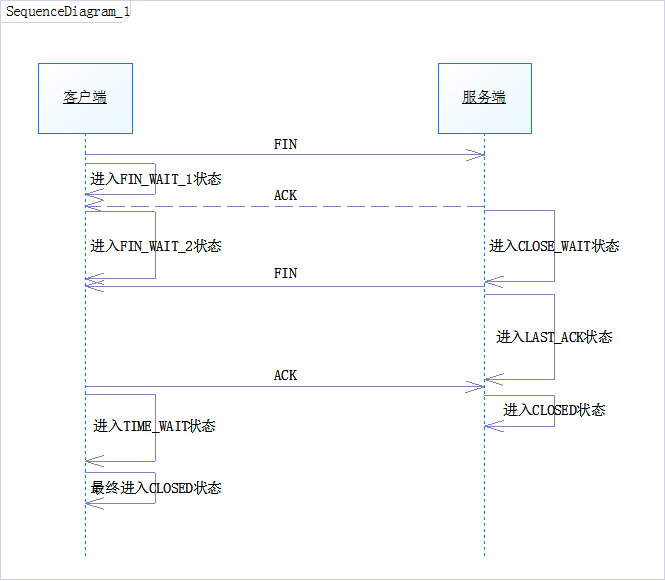 SequenceDiagram_1
客户端
服务端
FIN
进入FIN_WAIT_1状态
ACK
进入FIN_WAIT_2状态
进入CLOSE_WAIT状态
FIN
进入LAST_ACK状态
ACK
进入CLOSED状态
进入TIME_WAIT状态
最终进入CLOSED状态